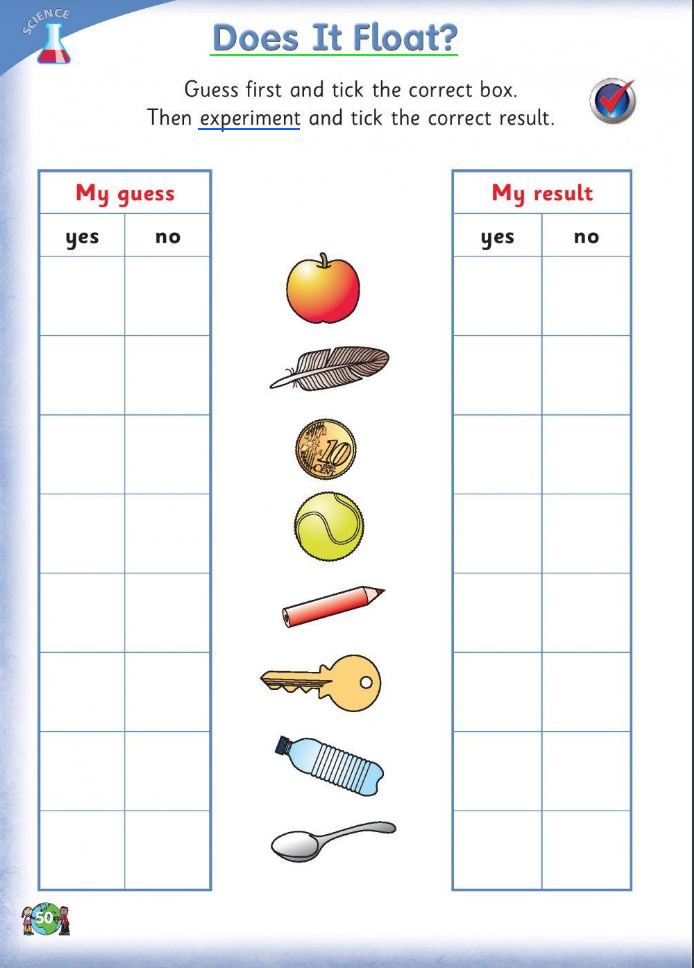 SCIENCE
Does It Float?
Guess first and tick the correct box.
Then experiment and tick the correct result.
My guess
yes no
My result
yes no
10
CENT
50